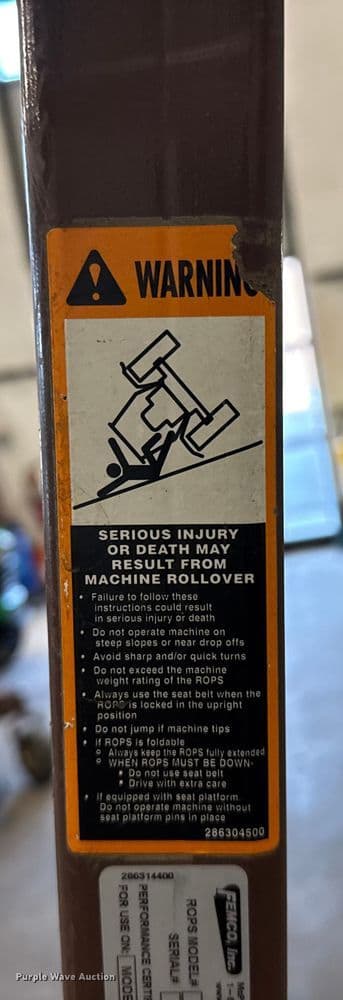 WARNING
SERIOUS INJURY
OR DEATH MAY
RESULT FROM
MACHINE ROLLOVER
• Failure to follow these
instructions could result
in serious injury or death
• Do not operate machine on
steep slopes or near drop offs
• Avoid sharp and/or quick turns
• Do not exceed the machine
weight rating of the ROPS
• Always use the seat belt when the
ROPS is locked in the upright
position
• Do not jump if machine tips
• If ROPS is foldable
o Always keep the ROPS fully extended
o WHEN ROPS MUST BE DOWN-
• Do not use seat belt
• Drive with extra care
• If equipped with seat platform
Do not operate machine without
seat platform pins in place
286304500
286314400
FEMCO, Inc.
ROPS MODEL#
SERIAL#
PERFORMANCE CERT
FOR USE ON: MODE
Purple Wave Auction